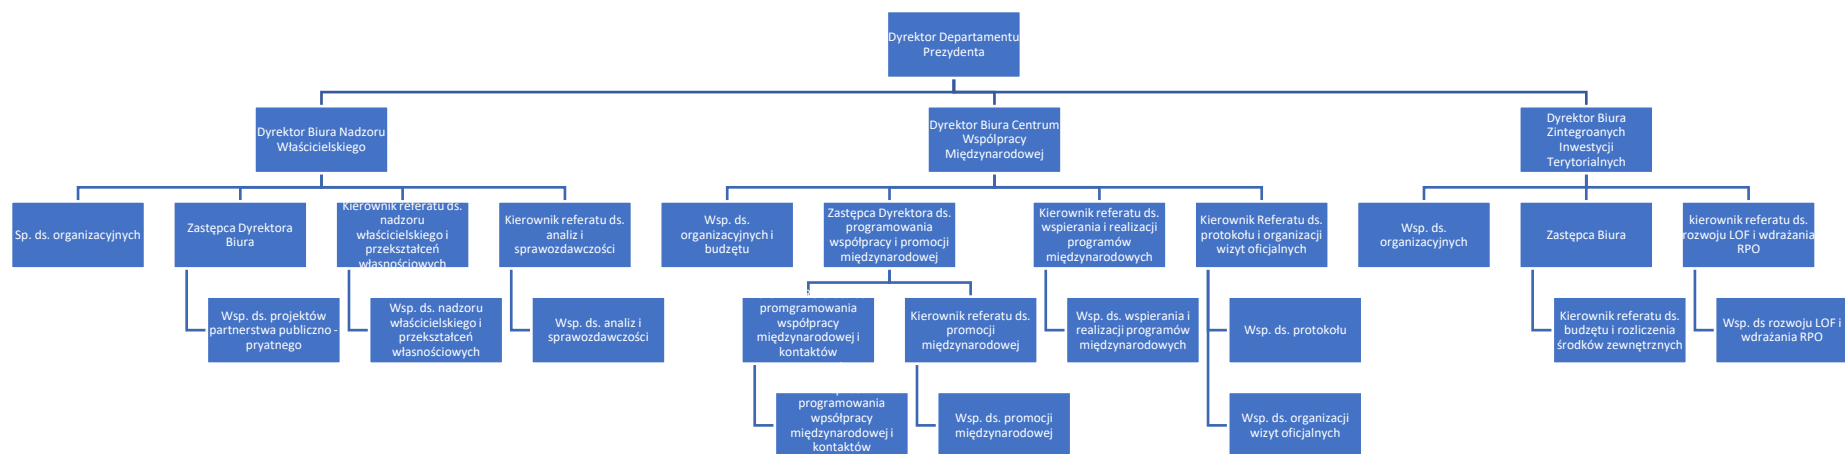 Dyrektor Departamentu
Prezydenta
Dyrektor Biura Nadzoru
Właścicielskiego
Dyrektor Biura Centrum
Wspólpracy
Międzynarodowej
Dyrektor Biura
Zintegroanych
Inwestycji
Terytorialnych
Sp. ds. organizacyjnych
Zastępca Dyrektora
Biura
Kierownik referatu ds.
nadzoru
właścicielskiego i
przekształceń
własnościowych
Kierownik referatu ds.
analiz i
sprawozdawczości
Wsp. ds.
organizacyjnych i
budżętu
Zastępca Dyrektora ds.
programowania
współpracy i promocji
międzynarodowej
Kierownik referatu ds.
wspierania i realizacji
programów
międzynarodowych
Kierownik Referatu ds.
protokołu i organizacji
wizyt oficjalnych
Wsp. ds.
organizacyjnych
Zastępca Biura
kierownik referatu ds.
rozwoju LOF i wdrażania
RPO
Wsp. ds. projektów
partnerstwa publiczno -
pryatnego
Wsp. ds. nadzoru
właścicielskiego i
przekształceń
własnościowych
Wsp. ds. analiz i
sprawozdawczości
promgramowania
współpracy
międzynarodowej i
kontaktów
Kierownik referatu ds.
promocji
międzynarodowej
Wsp. ds. wspierania i
realizacji programów
międzynarodowych
Wsp. ds. protokołu
Kierownik referatu ds.
budżetu i rozliczenia
środków zewnętrznych
Wsp. ds rozwoju LOF i
wdrażania RPO
programowania
wpsółpracy
międzynarodowej i
kontaktów
Wsp. ds. promocji
międzynarodowej
Wsp. ds. organizacji
wizyt oficjalnych